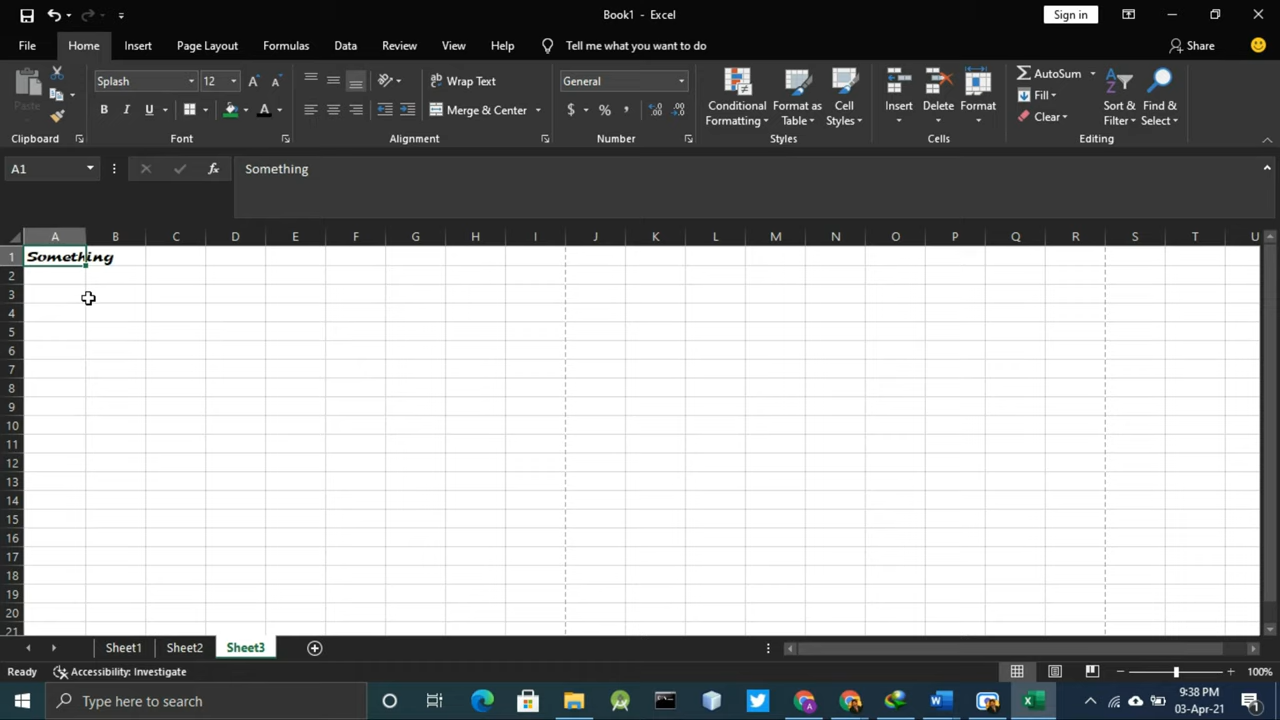 Book1 - Excel
Sign in
File Home Insert Page Layout Formulas Data Review View Help Tell me what you want to do Share
Paste
Splash 12
B I U A
Wrap Text
Merge & Center
General
$ % ,
Conditional Formatting
Format as Table
Cell Styles
Insert
Delete
Format
AutoSum
Fill
Clear
Sort & Filter
Find & Select
Clipboard Font Alignment Number Styles Cells Editing
A1 fx Something
A B C D E F G H I J K L M N O P Q R S T U
1 Something
2
3
4
5
6
7
8
9
10
11
12
13
14
15
16
17
18
19
20
21
Sheet1 Sheet2 Sheet3
Ready Accessibility: Investigate 100%
Type here to search
9:38 PM
03-Apr-21